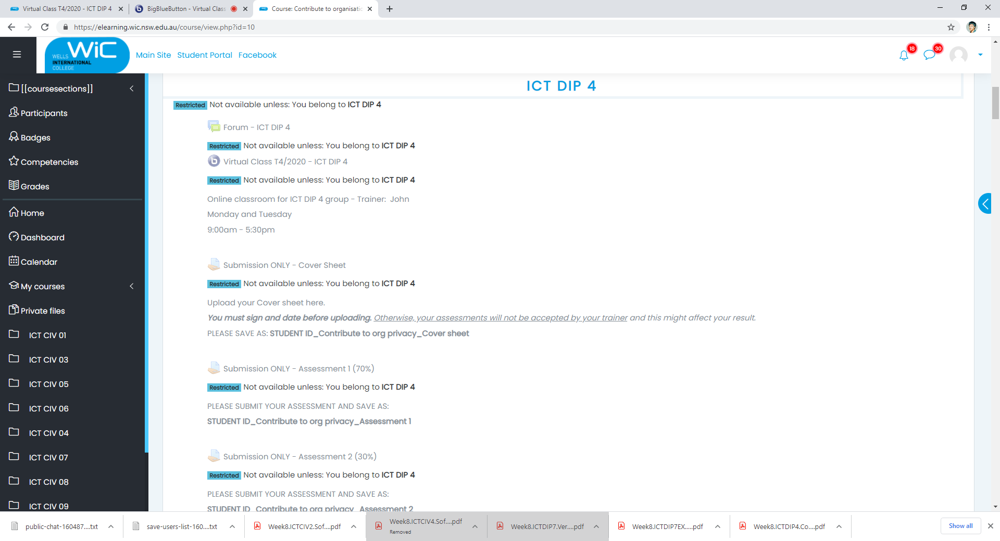 Virtual Class T4/2020 - ICT DIP 4
BigBlueButton - Virtual Class
Course: Contribute to organisatic
https://elearning.wic.nsw.edu.au/course/view.php?id=10
WELLS
WiC
INTERNATIONAL
COLLEGE
Main Site Student Portal Facebook
18
30
[[coursesections]]
Participants
Badges
Competencies
Grades
Home
Dashboard
Calendar
My courses
Private files
ICT CIV 01
ICT CIV 03
ICT CIV 05
ICT CIV 06
ICT CIV 04
ICT CIV 07
ICT CIV 08
ICT CIV 09
ICT DIP 4
Restricted Not available unless: You belong to ICT DIP 4
Forum - ICT DIP 4
Restricted Not available unless: You belong to ICT DIP 4
b Virtual Class T4/2020 - ICT DIP 4
Restricted Not available unless: You belong to ICT DIP 4
Online classroom for ICT DIP 4 group - Trainer: John
Monday and Tuesday
9:00am - 5:30pm
Submission ONLY - Cover Sheet
Restricted Not available unless: You belong to ICT DIP 4
Upload your Cover sheet here.
You must sign and date before uploading. Otherwise, your assessments will not be accepted by your trainer and this might affect your result.
PLEASE SAVE AS: STUDENT ID_Contribute to org privacy_Cover sheet
Submission ONLY - Assessment 1 (70%)
Restricted Not available unless: You belong to ICT DIP 4
PLEASE SUBMIT YOUR ASSESSMENT AND SAVE AS:
STUDENT ID_Contribute to org privacy_Assessment 1
Submission ONLY - Assessment 2 (30%)
Restricted Not available unless: You belong to ICT DIP 4
PLEASE SUBMIT YOUR ASSESSMENT AND SAVE AS:
STUDENT ID_Contribute to org privacy_Assessment 2
public-chat-160487....txt
save-users-list-160....txt
Week8.ICTCIV2.Sof....pdf
Week8.ICTCIV4.Sof....pdf
Removed
Week8.ICTDIP7.Ver....pdf
Week8.ICTDIP7EX.....pdf
Week8.ICTDIP4.Co....pdf
Show all